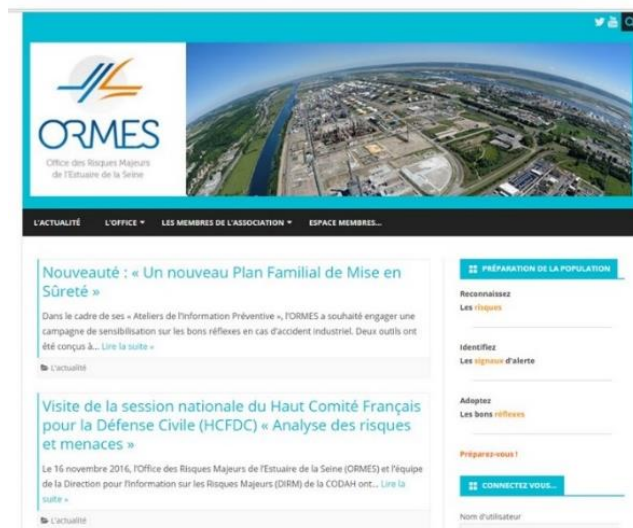 ORMES
Office des Risques Majeurs
de l'Estuaire de la Seine
L'ACTUALITÉ
L'OFFICE
LES MEMBRES DE L'ASSOCIATION
ESPACE MEMBRES...
Nouveauté : « Un nouveau Plan Familial de Mise en
Sûreté »
Dans le cadre de ses « Ateliers de l'Information Préventive », l'ORMES a souhaité engager une
campagne de sensibilisation sur les bons réflexes en cas d'accident industriel. Deux outils ont
été conçus à... Lire la suite »
L'actualité
Visite de la session nationale du Haut Comité Français
pour la Défense Civile (HCFDC) « Analyse des risques
et menaces »
Le 16 novembre 2016, l'Office des Risques Majeurs de l'Estuaire de la Seine (ORMES) et l'équipe
de la Direction pour l'Information sur les Risques Majeurs (DIRM) de la CODAH ont... Lire la
suite »
L'actualité
PRÉPARATION DE LA POPULATION
Reconnaissez
Les risques
Identifiez
Les signaux d'alerte
Adoptez
Les bons réflexes
Préparez-vous !
CONNECTEZ VOUS...
Nom d'utilisateur